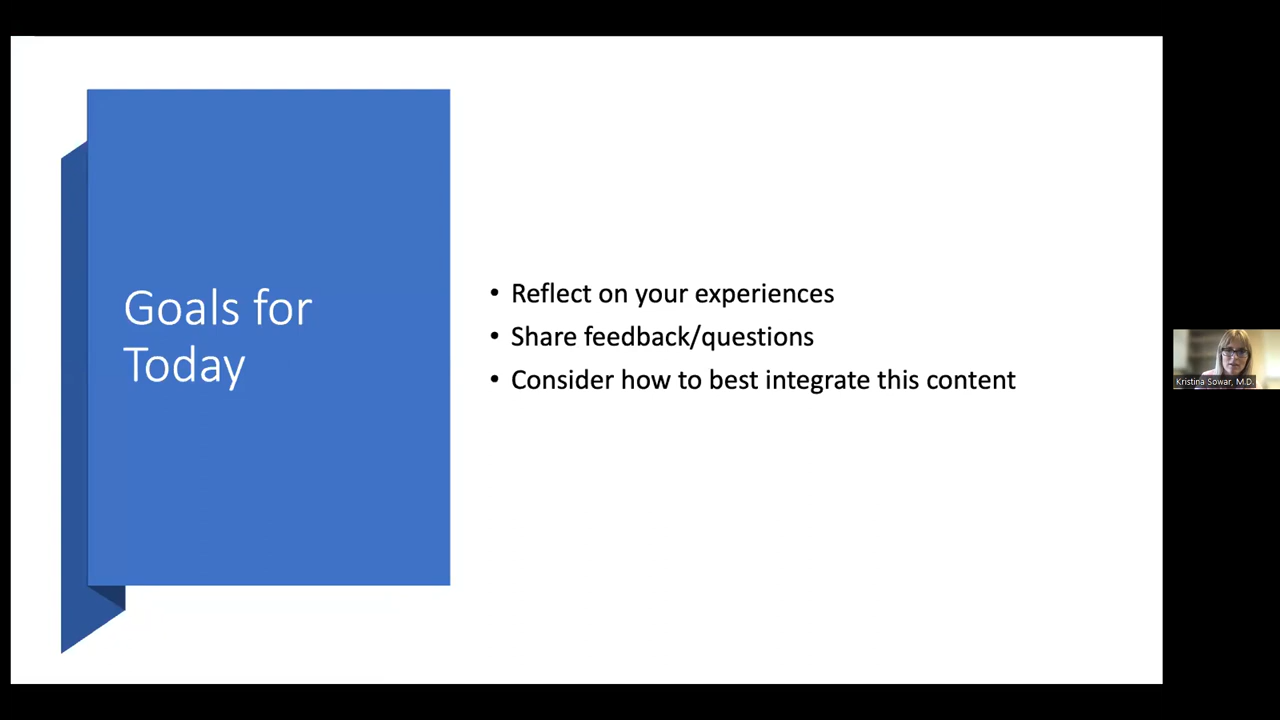 Goals for
Today
• Reflect on your experiences
• Share feedback/questions
• Consider how to best integrate this content
Kristina Sowar, M.D.